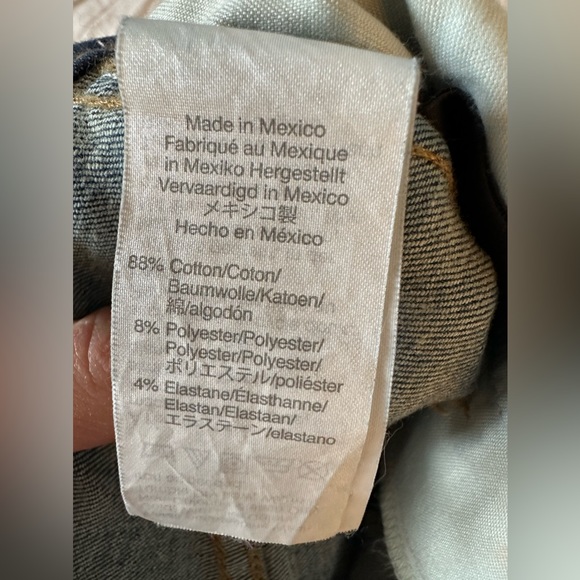 Made in Mexico
Fabriqué au Mexique
in Mexiko Hergestellt
Vervaardigd in Mexico
メキシコ製
Hecho en México
88% Cotton/Coton/
Baumwolle/Katoen/
綿/algodón
8% Polyester/Polyester/
Polyester/Polyester/
ポリエステル/poliéster
4% Elastane/Elasthanne/
Elastan/Elastaan/
エラステーン/elastano